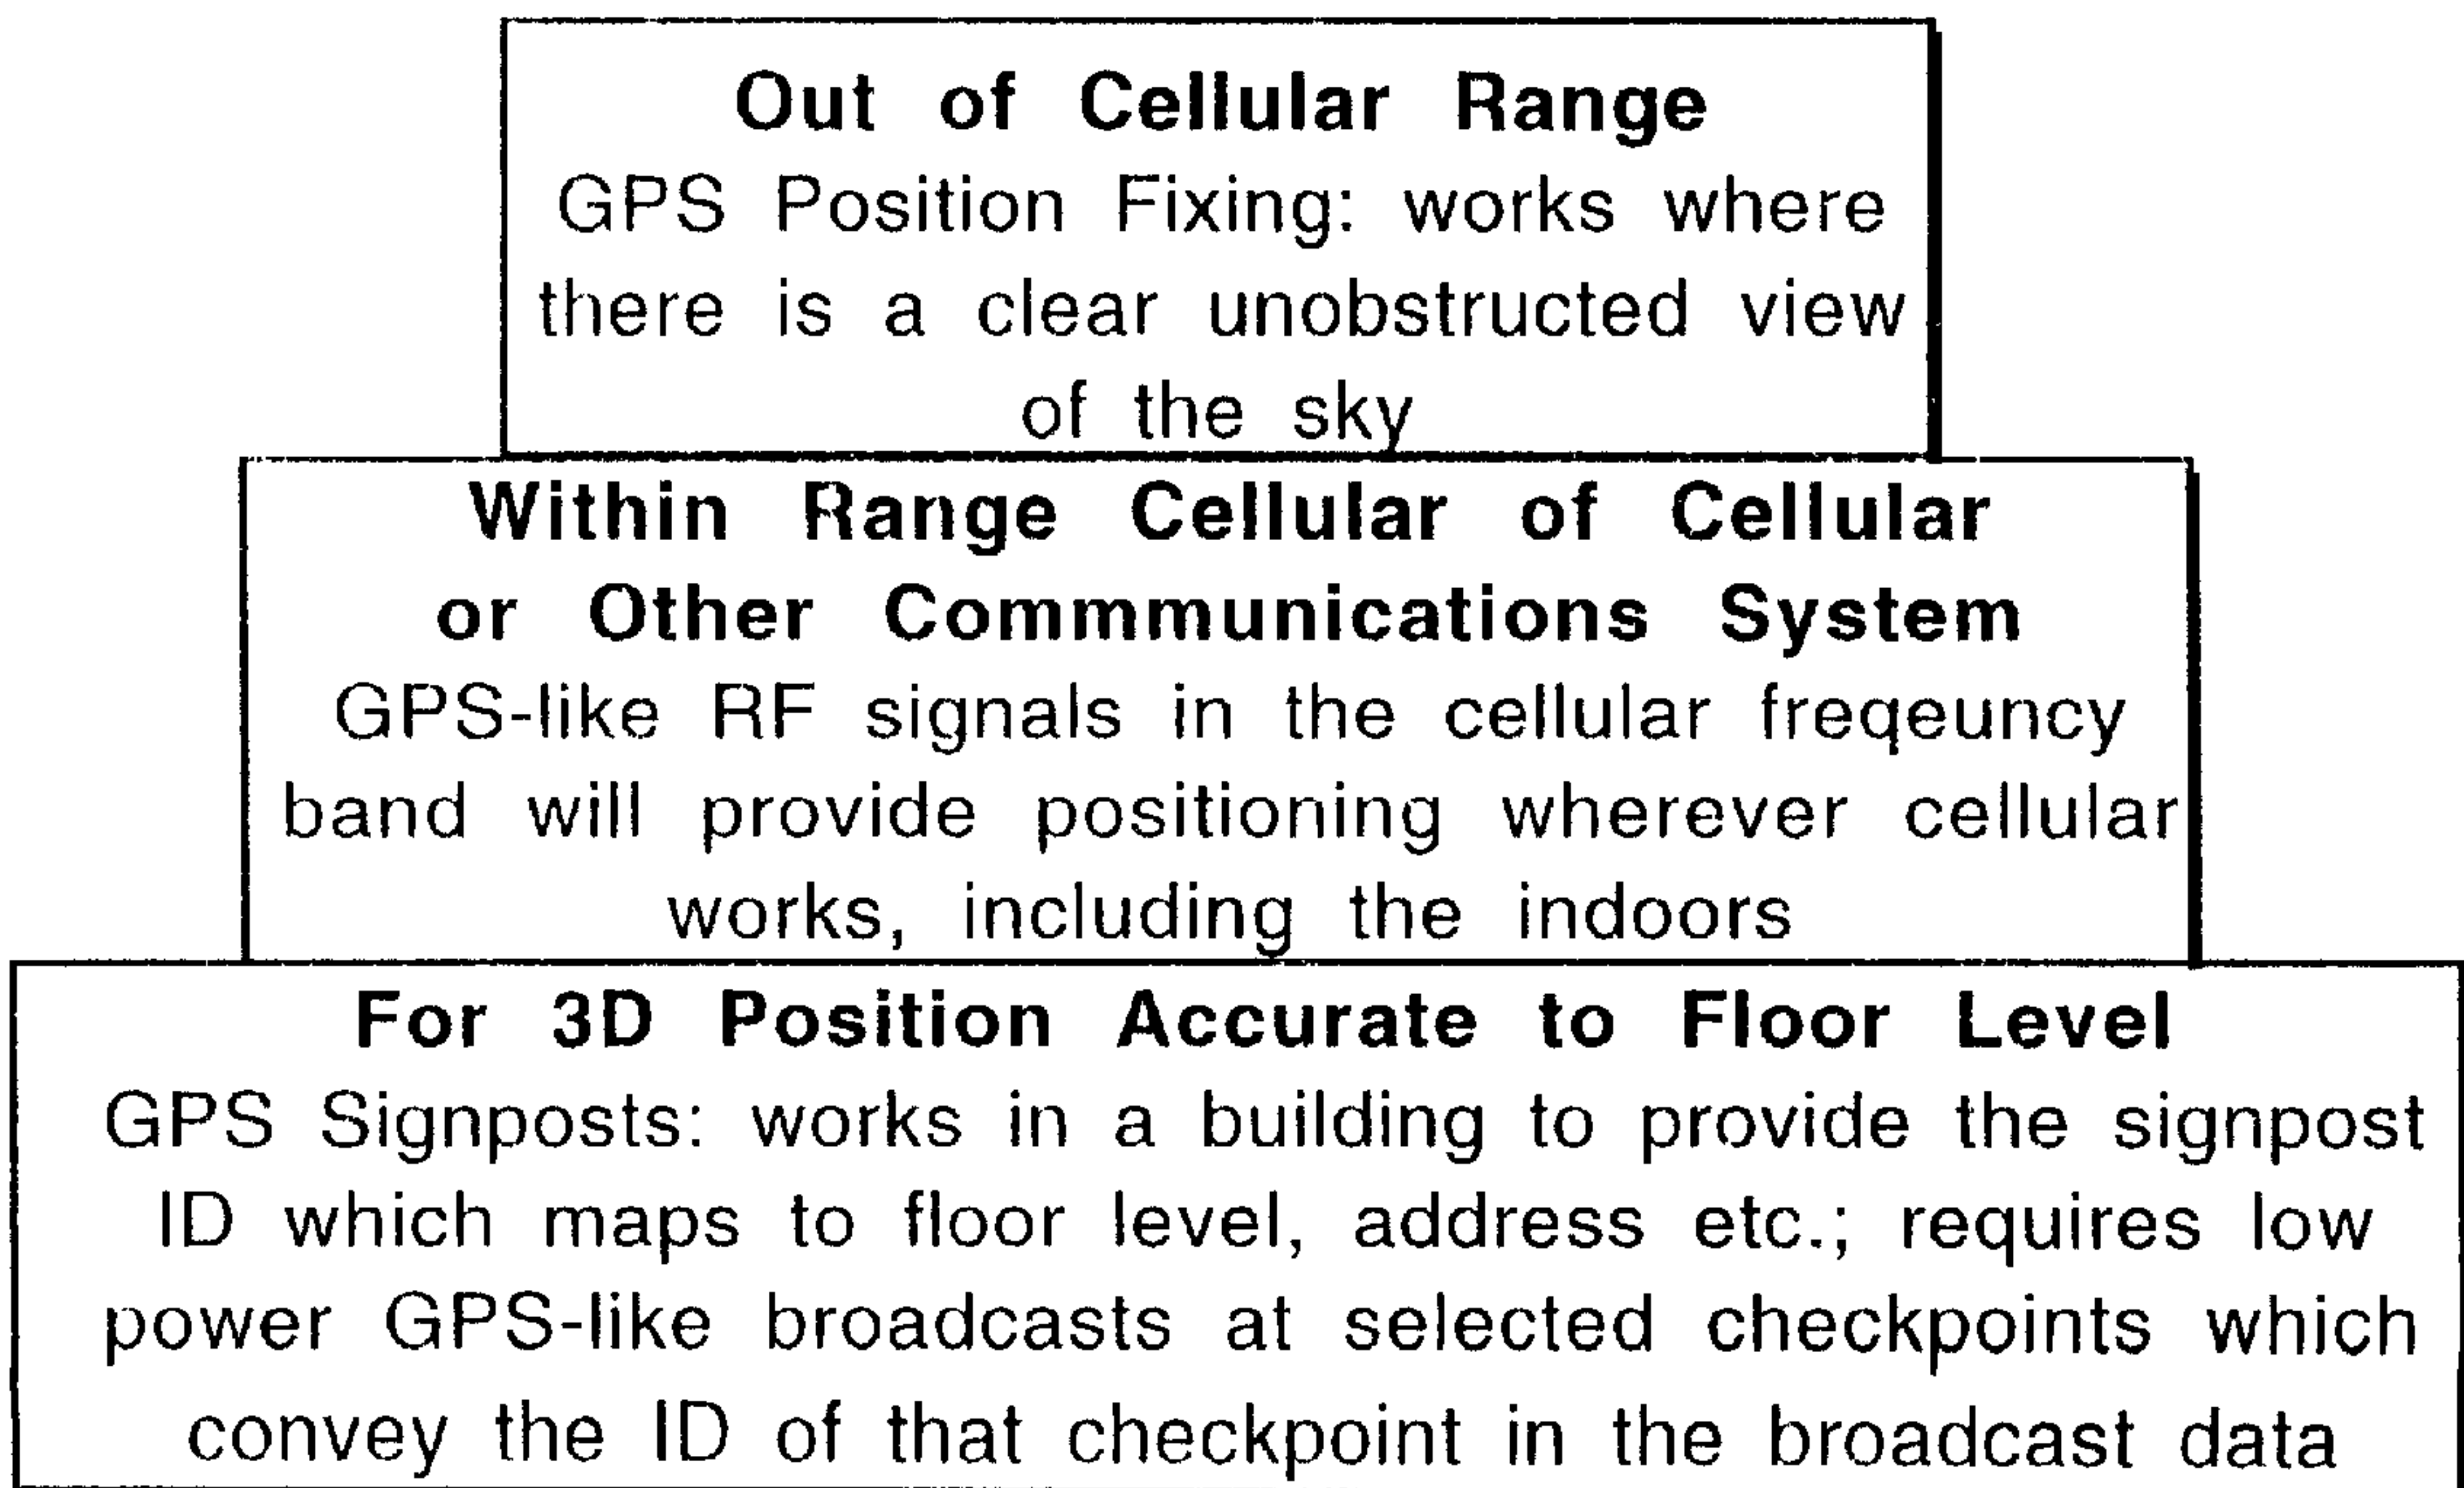 Out of Cellular Range
GPS Position Fixing: works where
there is a clear unobstructed view
of the sky
Within Range Cellular of Cellular
or Other Commmunications System
GPS-like RF signals in the cellular freqeuncy
band will provide positioning wherever cellular
works, including the indoors
For 3D Position Accurate to Floor Level
GPS Signposts: works in a building to provide the signpost
ID which maps to floor level, address etc.; requires low
power GPS-like broadcasts at selected checkpoints which
convey the ID of that checkpoint in the broadcast data